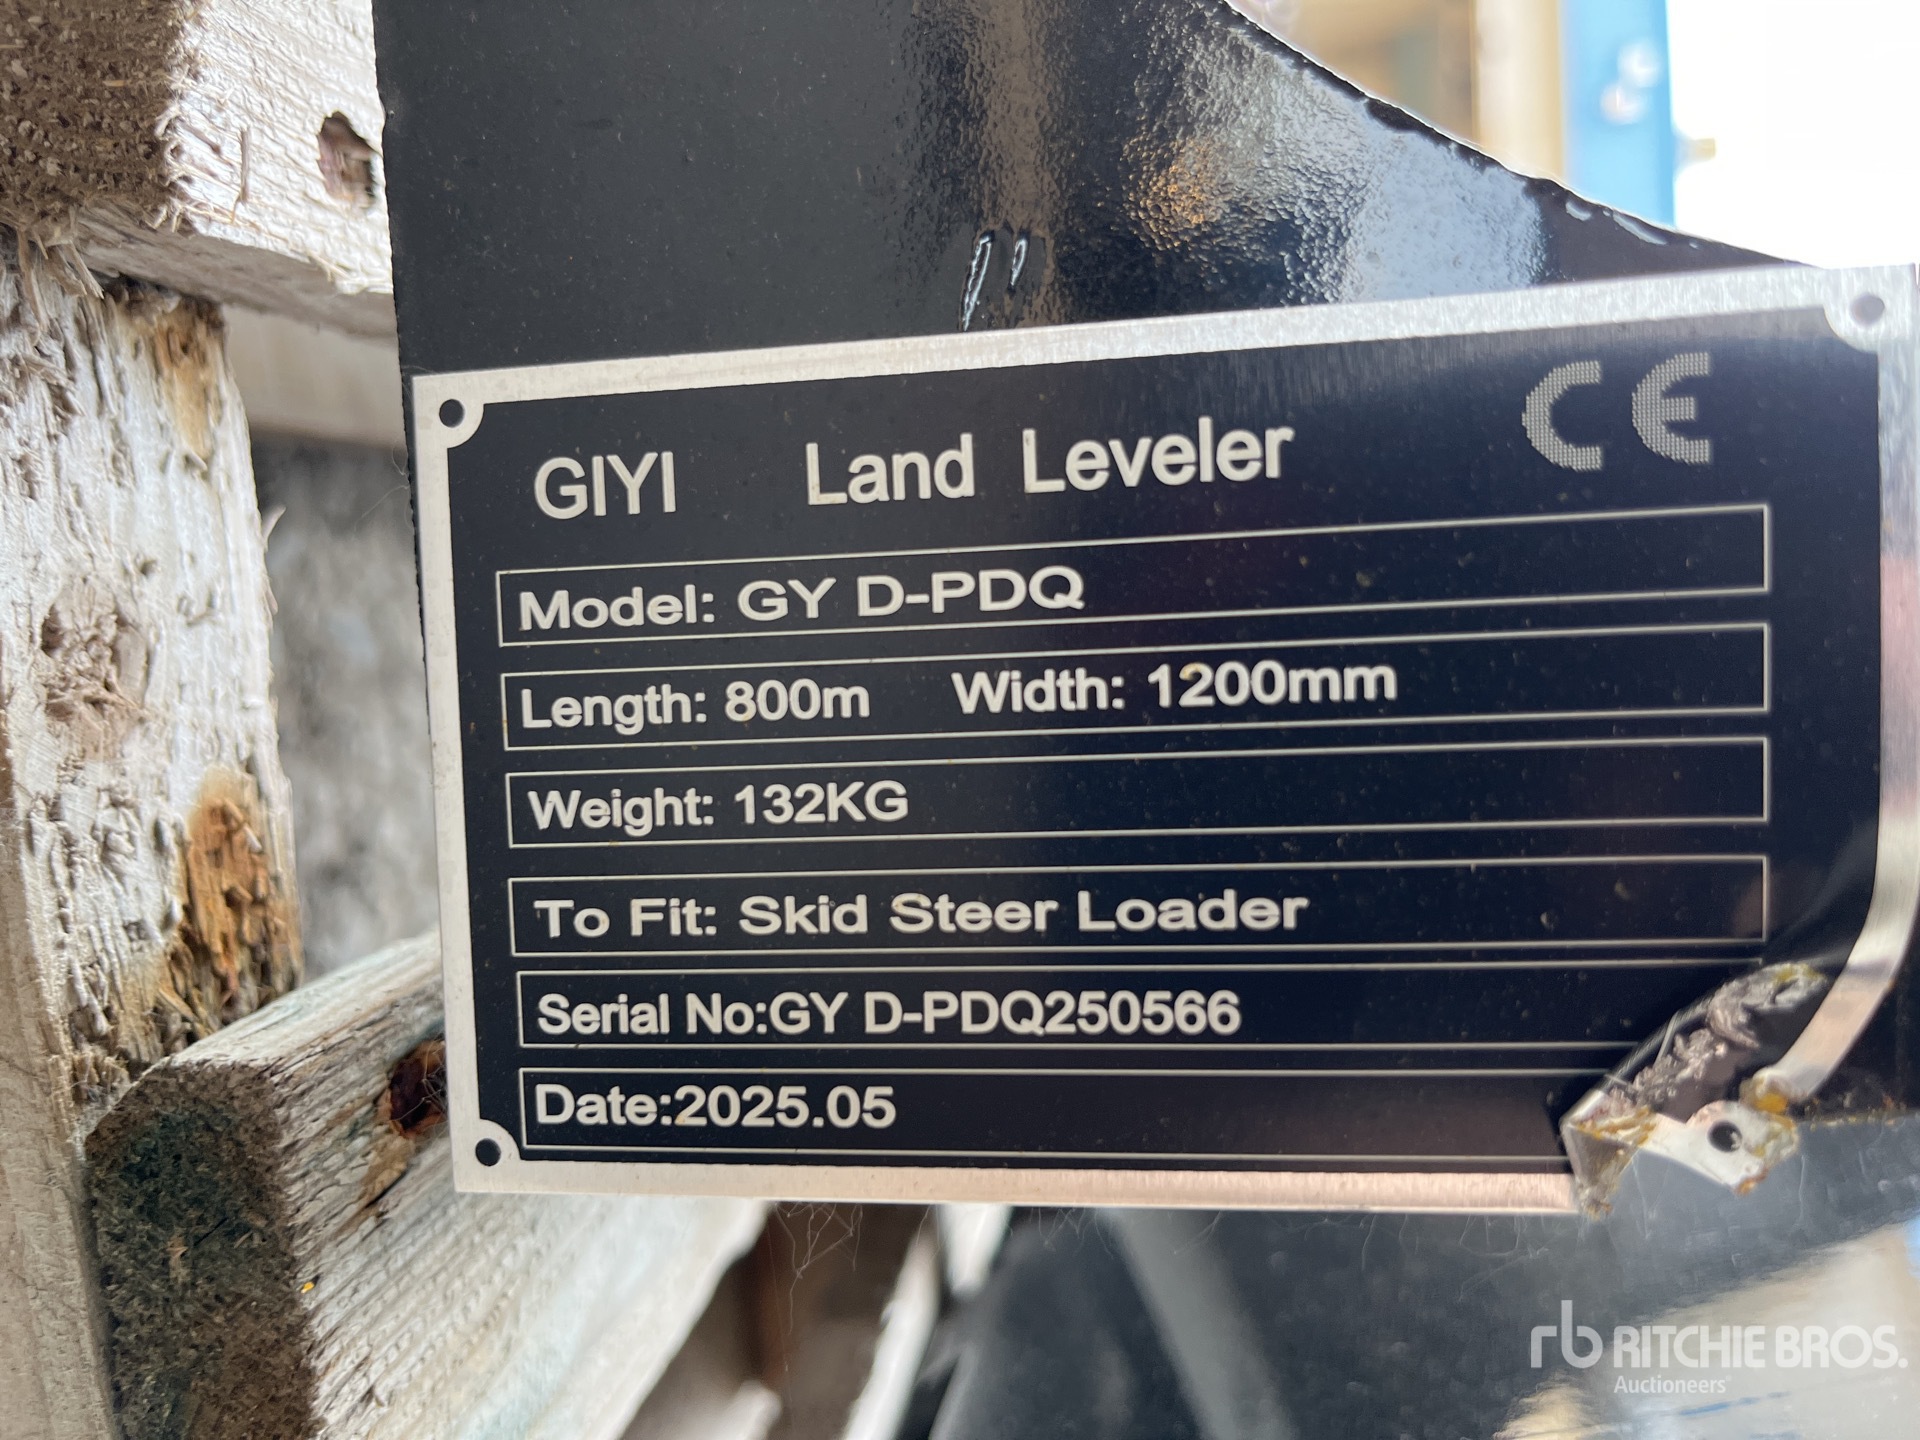 GIYI Land Leveler CE
Model: GY D-PDQ
Length: 800m Width: 1200mm
Weight: 132KG
To Fit: Skid Steer Loader
Serial No:GY D-PDQ250566
Date:2025.05
rb RITCHIE BROS.
Auctioneers